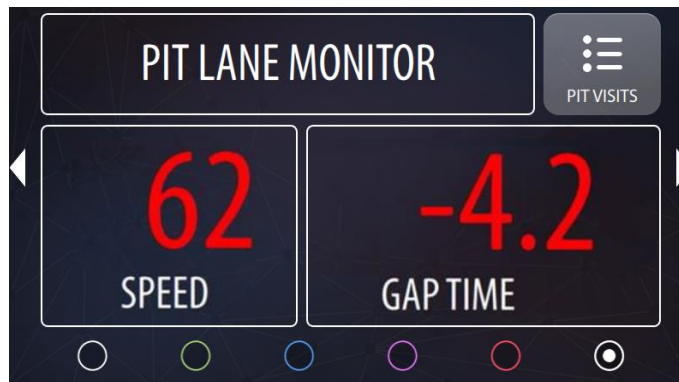 PIT LANE MONITOR
PIT VISITS
62
SPEED
-4.2
GAP TIME